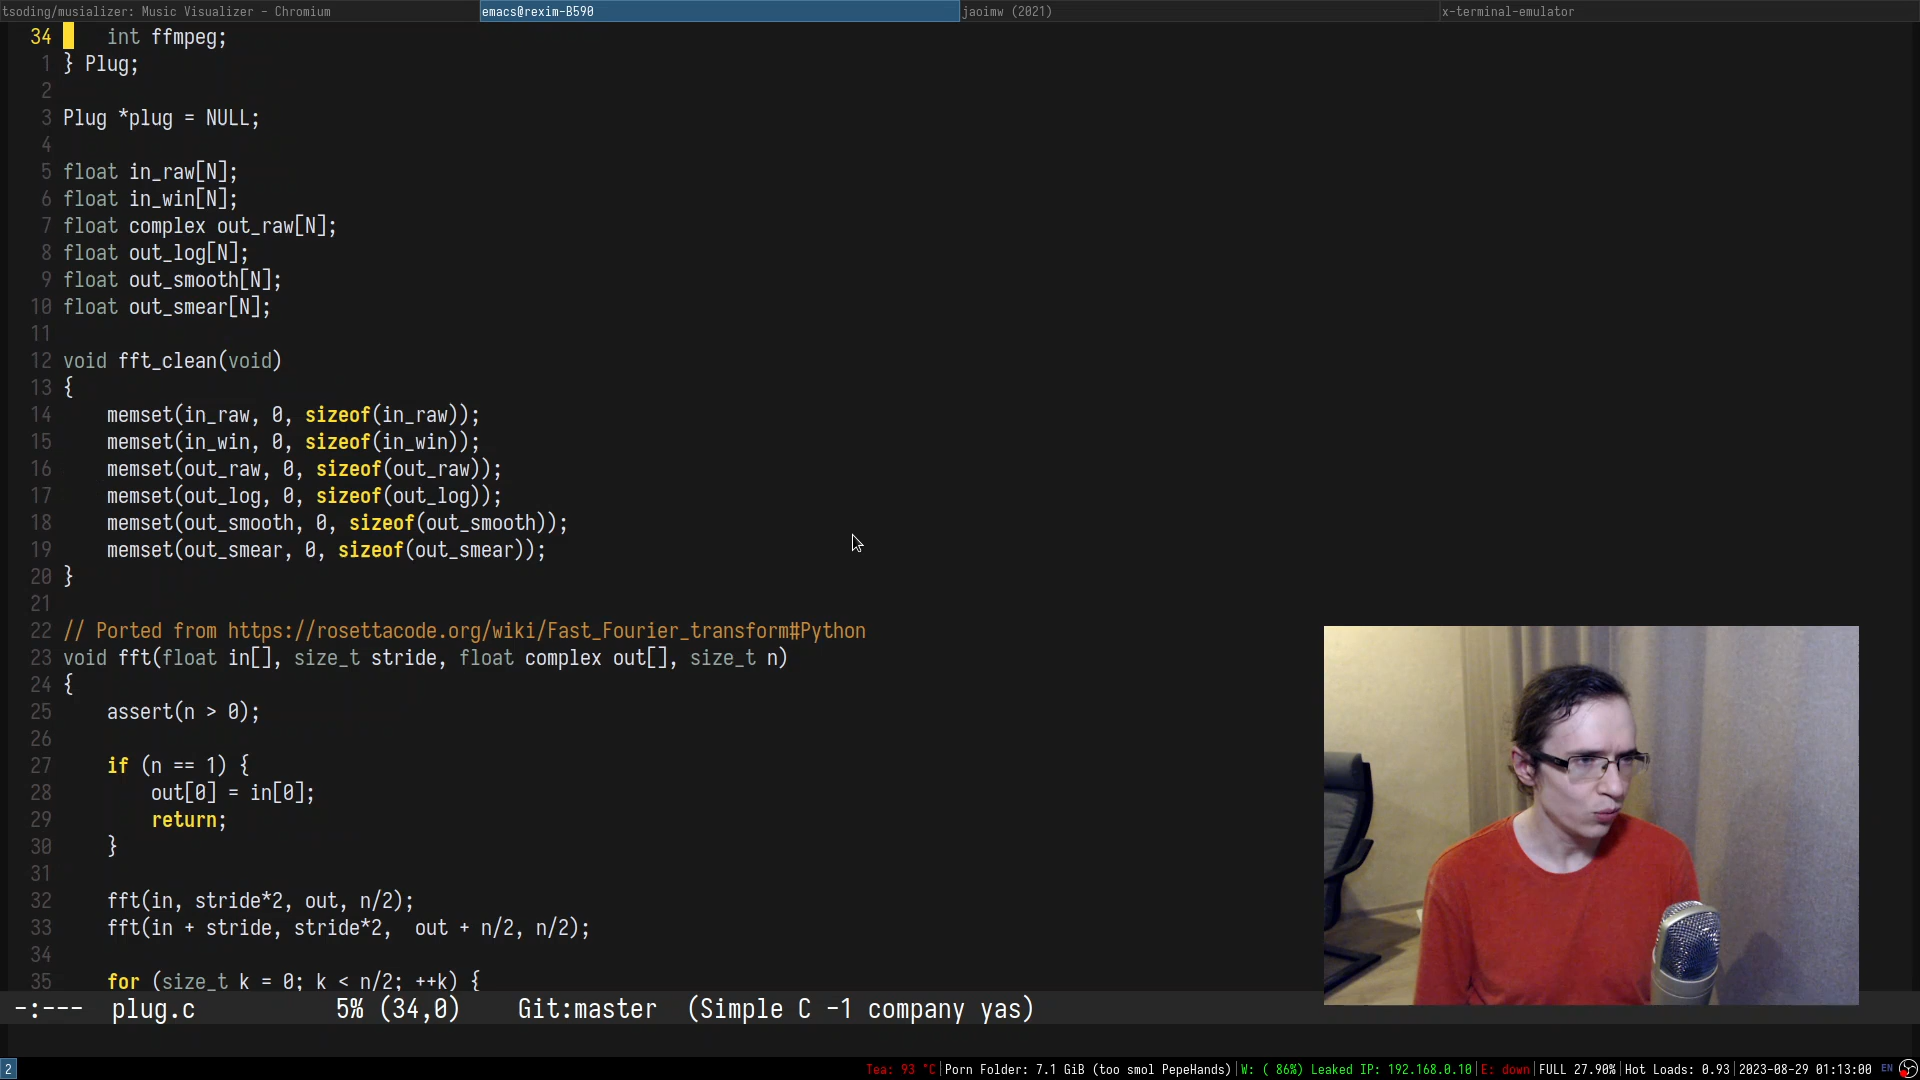 tsoding/musializer: Music Visualizer - Chromium
emacs@rexim-B590
jaoimw (2021)
x-terminal-emulator
34     int ffmpeg;
1 } Plug;
2
3 Plug *plug = NULL;
4
5 float in_raw[N];
6 float in_win[N];
7 float complex out_raw[N];
8 float out_log[N];
9 float out_smooth[N];
10 float out_smear[N];
11
12 void fft_clean(void)
13 {
14     memset(in_raw, 0, sizeof(in_raw));
15     memset(in_win, 0, sizeof(in_win));
16     memset(out_raw, 0, sizeof(out_raw));
17     memset(out_log, 0, sizeof(out_log));
18     memset(out_smooth, 0, sizeof(out_smooth));
19     memset(out_smear, 0, sizeof(out_smear));
20 }
21
22 // Ported from https://rosettacode.org/wiki/Fast_Fourier_transform#Python
23 void fft(float in[], size_t stride, float complex out[], size_t n)
24 {
25     assert(n > 0);
26
27     if (n == 1) {
28         out[0] = in[0];
29         return;
30     }
31
32     fft(in, stride*2, out, n/2);
33     fft(in + stride, stride*2,  out + n/2, n/2);
34
35     for (size_t k = 0; k < n/2; ++k) {
-:---  plug.c          5% (34,0)     Git:master  (Simple C -1 company yas)
2
Tea: 93 °C|Porn Folder: 7.1 GiB (too smol PepeHands)|W: ( 86%) Leaked IP: 192.168.0.10|E: down|FULL 27.90%|Hot Loads: 0.93|2023-08-29 01:13:00 EN